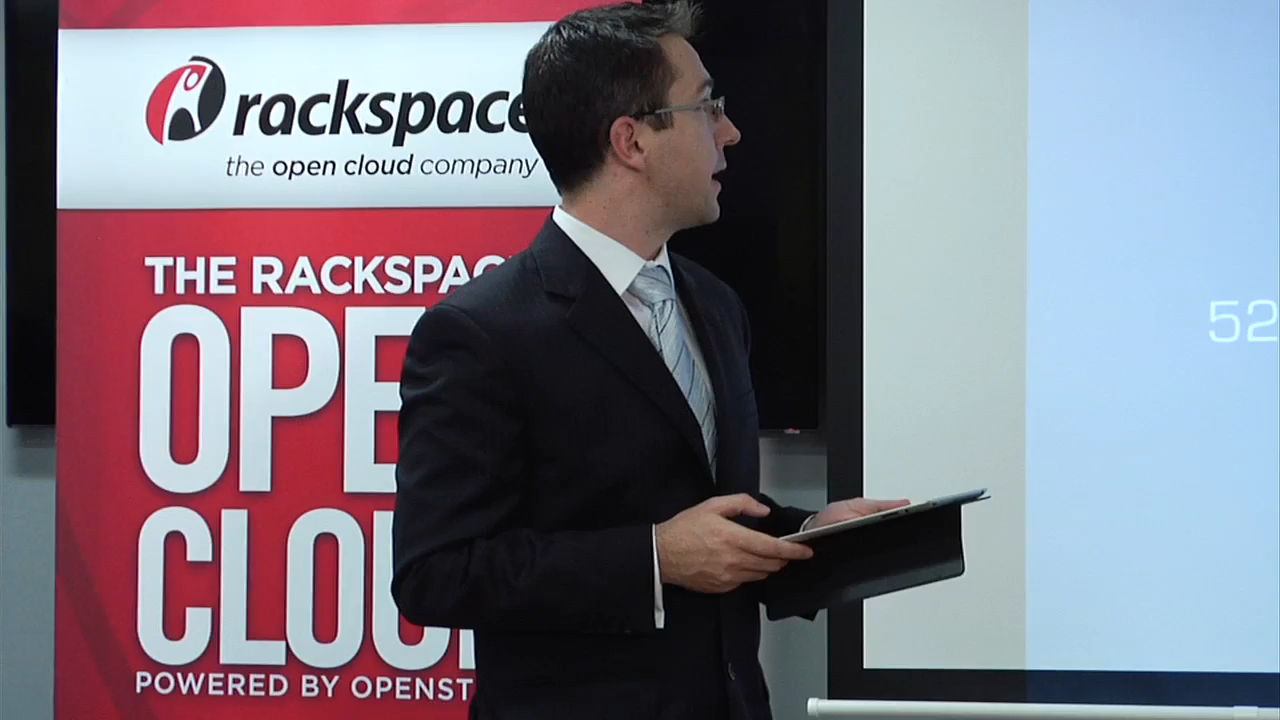 rackspace
the open cloud company
THE RACKSPAC
OPE
CLOU
POWERED BY OPENST
52